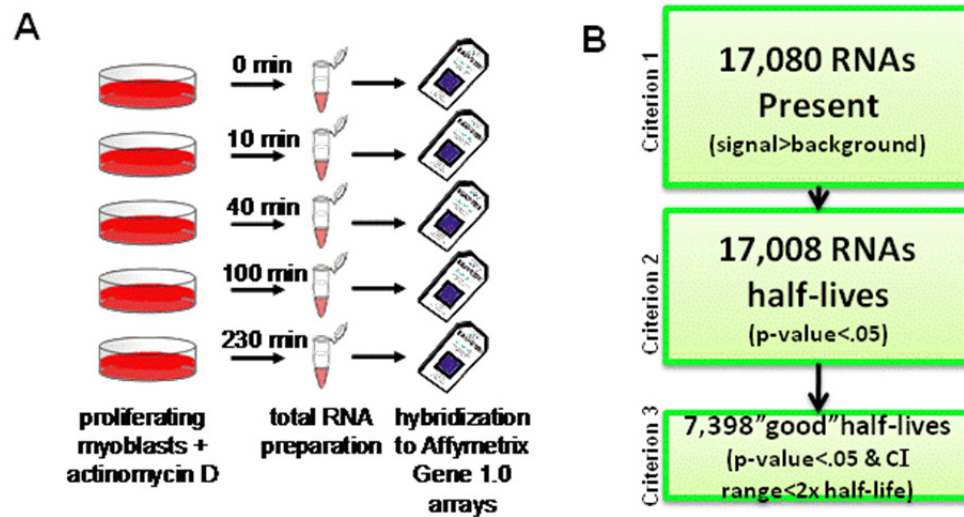 A
0 min
10 min
40 min
100 min
230 min
proliferating
myoblasts +
actinomycin D
total RNA
preparation
hybridization
to Affymetrix
Gene 1.0
arrays
B
Criterion 1
17,080 RNAs
Present
(signal>background)
Criterion 2
17,008 RNAs
half-lives
(p-value<.05)
Criterion 3
7,398"good"half-lives
(p-value<.05 & CI
range<2x half-life)